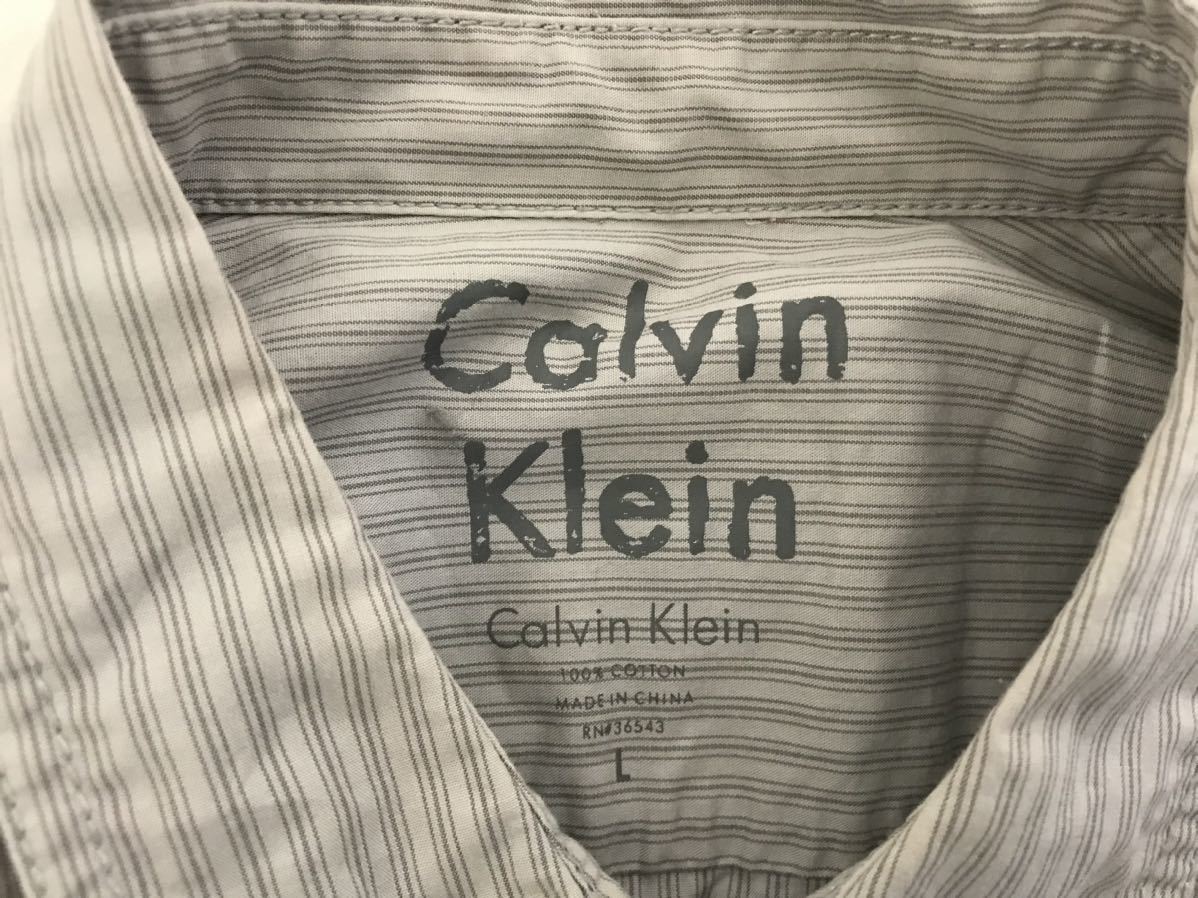 Calvin
Klein
Calvin Klein
100% COTTON
MADE IN CHINA
RN#36543
L